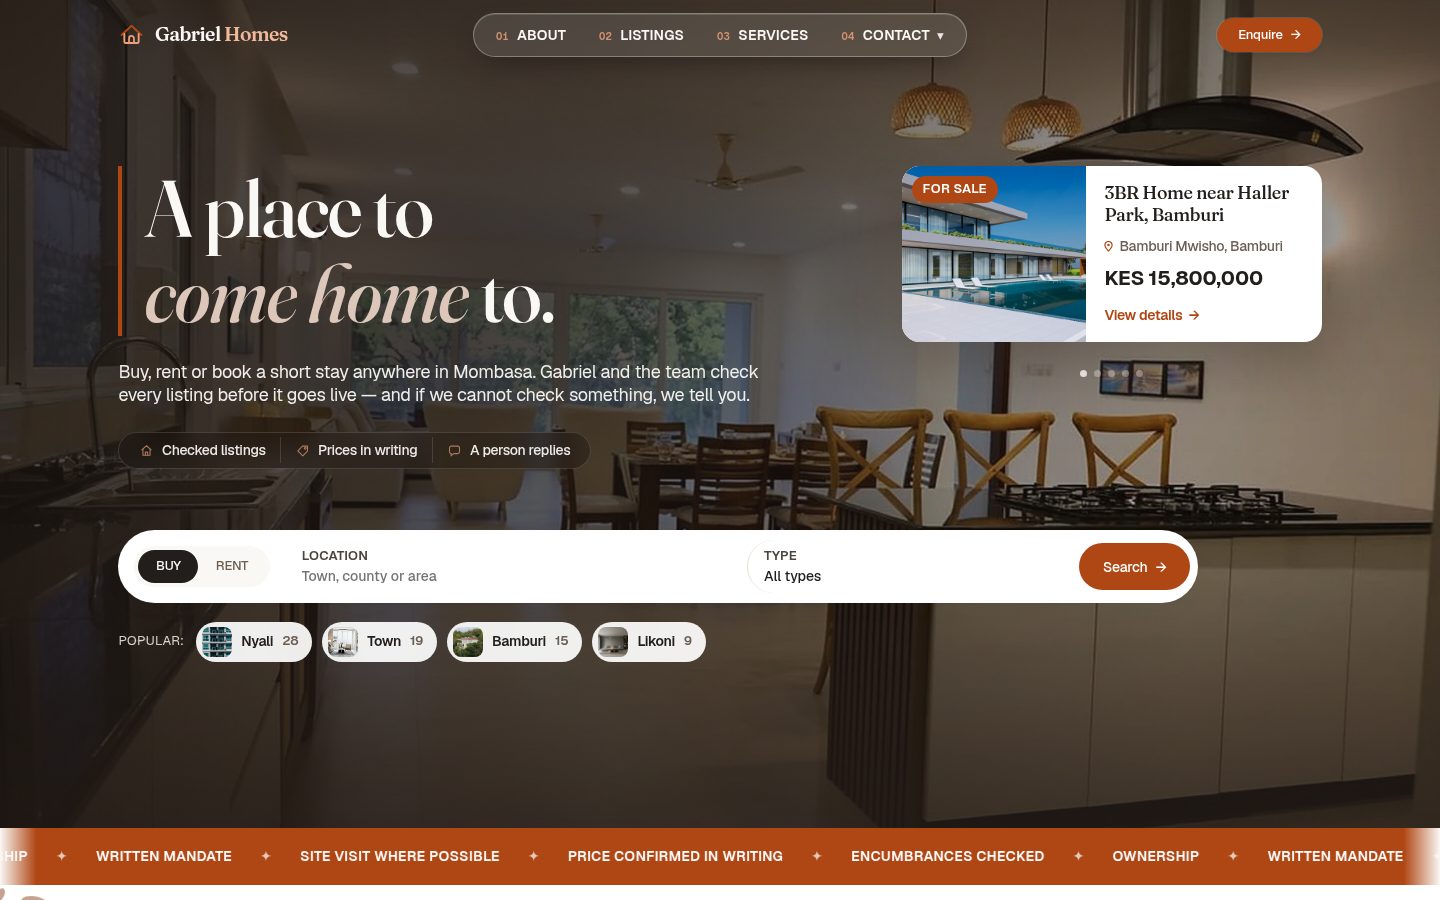 Gabriel Homes
01 ABOUT 02 LISTINGS 03 SERVICES 04 CONTACT ▾
Enquire →
A place to
come home to.
Buy, rent or book a short stay anywhere in Mombasa. Gabriel and the team check
every listing before it goes live — and if we cannot check something, we tell you.
Checked listings Prices in writing A person replies
FOR SALE
3BR Home near Haller
Park, Bamburi
Bamburi Mwisho, Bamburi
KES 15,800,000
View details →
BUY RENT
LOCATION
Town, county or area
TYPE
All types
Search →
POPULAR: Nyali 28 Town 19 Bamburi 15 Likoni 9
HIP ✦ WRITTEN MANDATE ✦ SITE VISIT WHERE POSSIBLE ✦ PRICE CONFIRMED IN WRITING ✦ ENCUMBRANCES CHECKED ✦ OWNERSHIP ✦ WRITTEN MANDATE